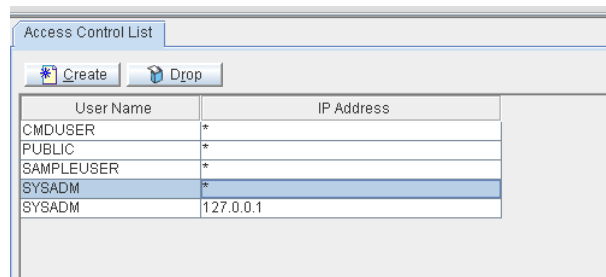 Access Control List
Create Drop
User Name IP Address
CMDUSER *
PUBLIC *
SAMPLEUSER *
SYSADM *
SYSADM 127.0.0.1